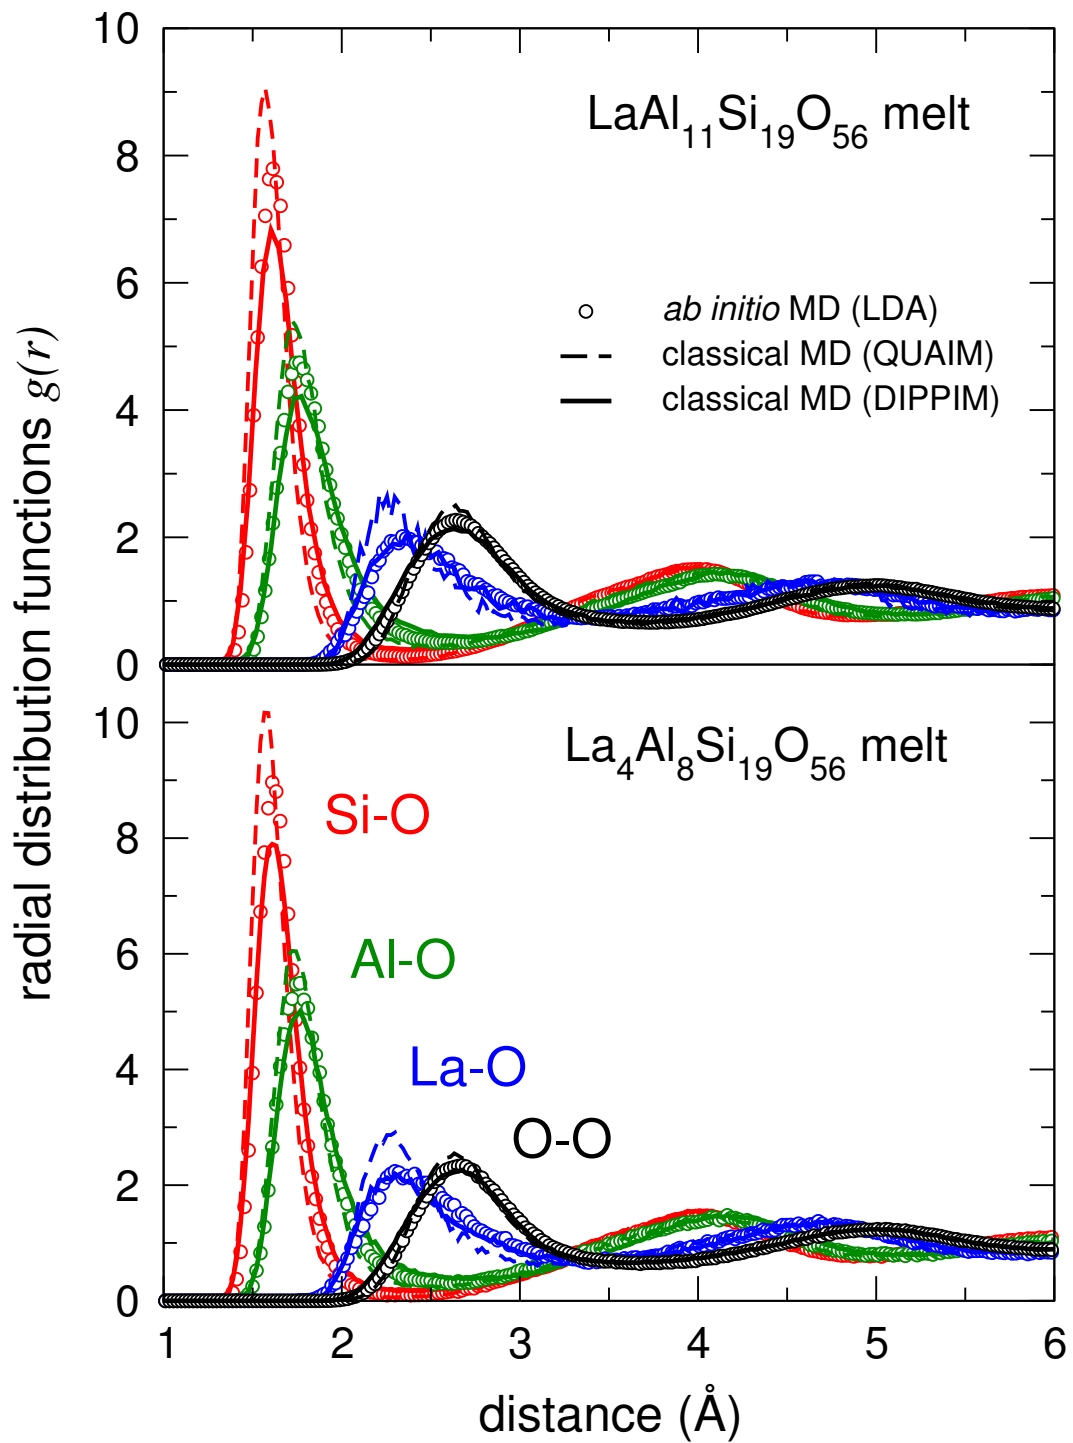 10
8
6
4
2
0
LaAl11Si19O56 melt
ab initio MD (LDA)
classical MD (QUAIM)
classical MD (DIPPIM)
radial distribution functions g(r)
10
8
6
4
2
0
La4Al8Si19O56 melt
Si-O
Al-O
La-O
O-O
1 2 3 4 5 6
distance (Å)